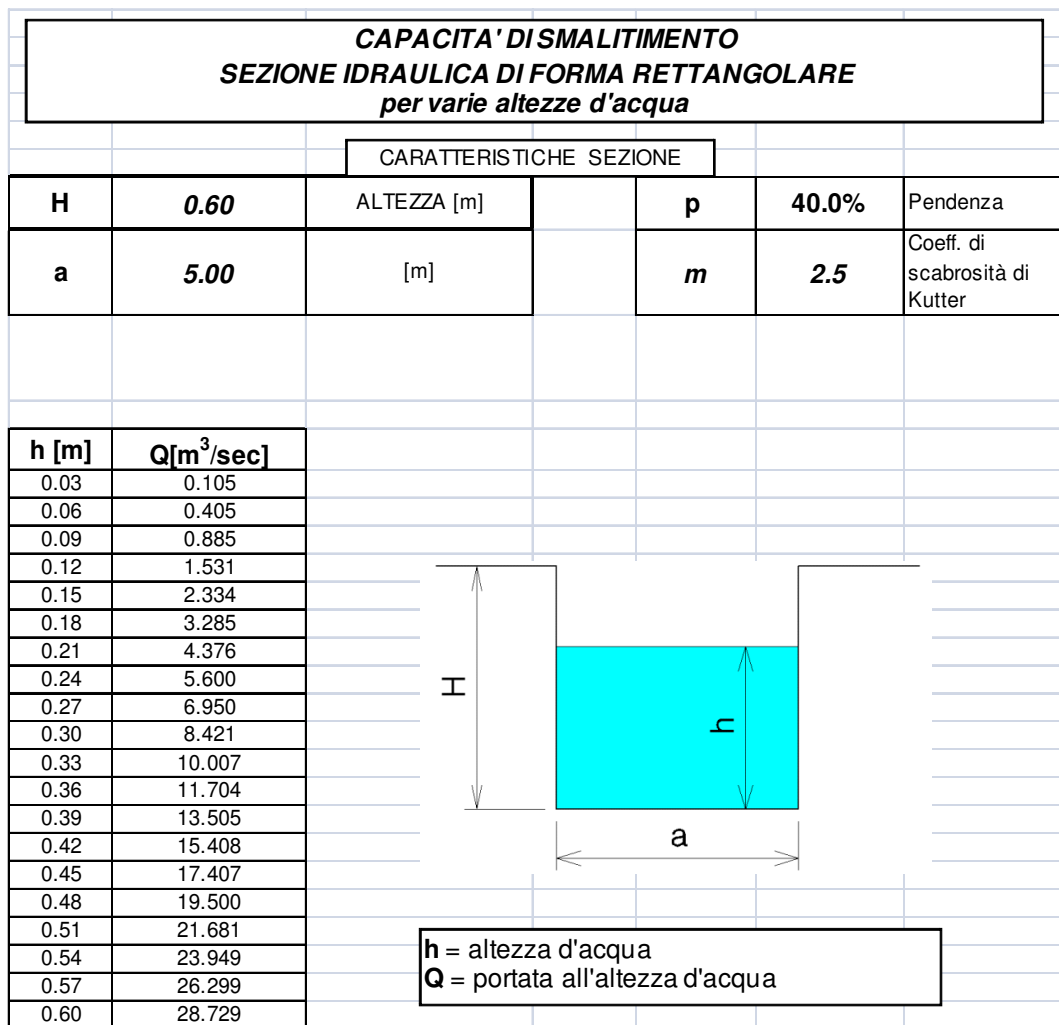 CAPACITA' DI SMALITIMENTO
SEZIONE IDRAULICA DI FORMA RETTANGOLARE
per varie altezze d'acqua
CARATTERISTICHE SEZIONE
H 0.60 ALTEZZA [m] p 40.0% Pendenza
a 5.00 [m] m 2.5 Coeff. di
scabrosità di
Kutter
h [m] Q[m³/sec]
0.03 0.105
0.06 0.405
0.09 0.885
0.12 1.531
0.15 2.334
0.18 3.285
0.21 4.376
0.24 5.600
0.27 6.950
0.30 8.421
0.33 10.007
0.36 11.704
0.39 13.505
0.42 15.408
0.45 17.407
0.48 19.500
0.51 21.681
0.54 23.949
0.57 26.299
0.60 28.729
H
h
a
h = altezza d'acqua
Q = portata all'altezza d'acqua